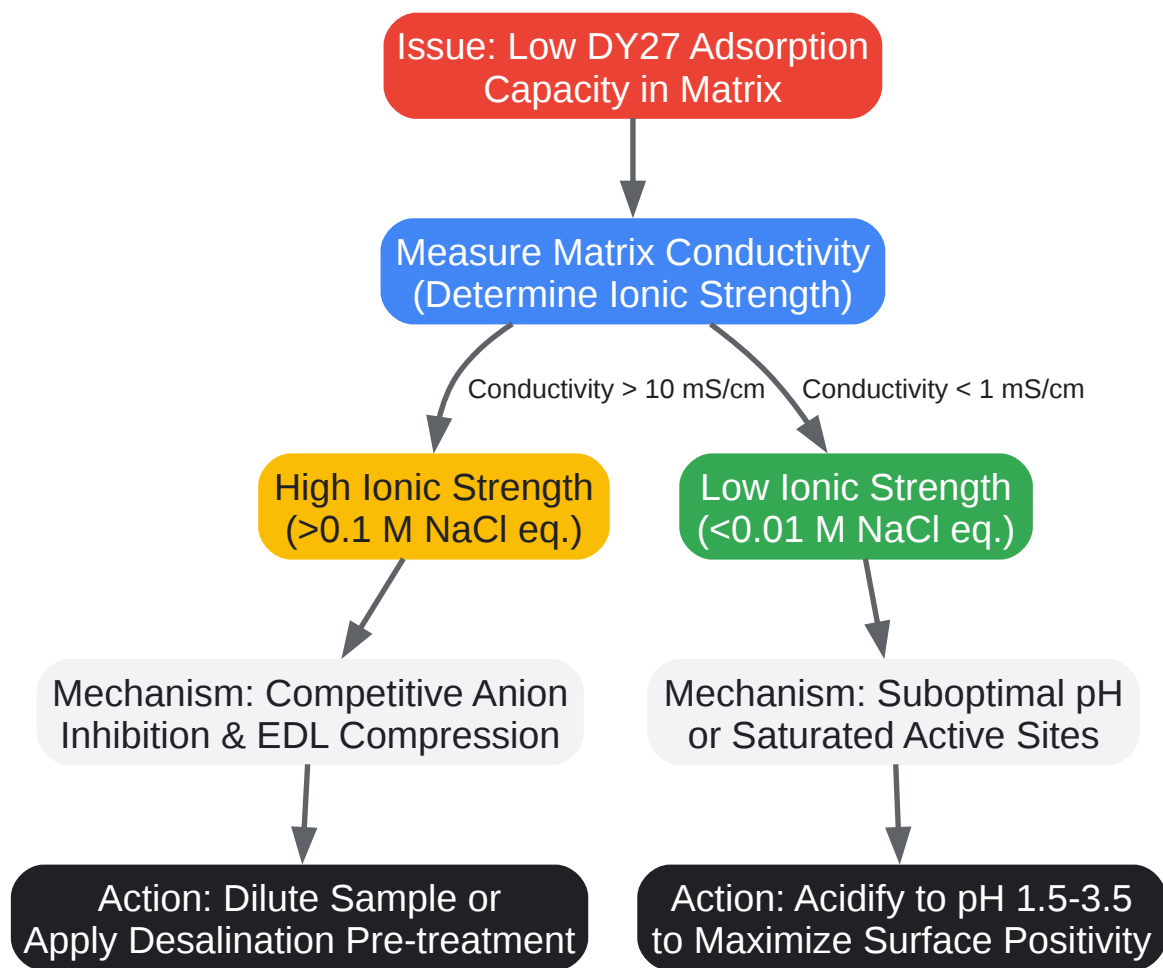 Issue: Low DY27 Adsorption
Capacity in Matrix
Measure Matrix Conductivity
(Determine Ionic Strength)
Conductivity > 10 mS/cm
Conductivity < 1 mS/cm
High Ionic Strength
(>0.1 M NaCl eq.)
Low Ionic Strength
(<0.01 M NaCl eq.)
Mechanism: Competitive Anion
Inhibition & EDL Compression
Mechanism: Suboptimal pH
or Saturated Active Sites
Action: Dilute Sample or
Apply Desalination Pre-treatment
Action: Acidify to pH 1.5-3.5
to Maximize Surface Positivity